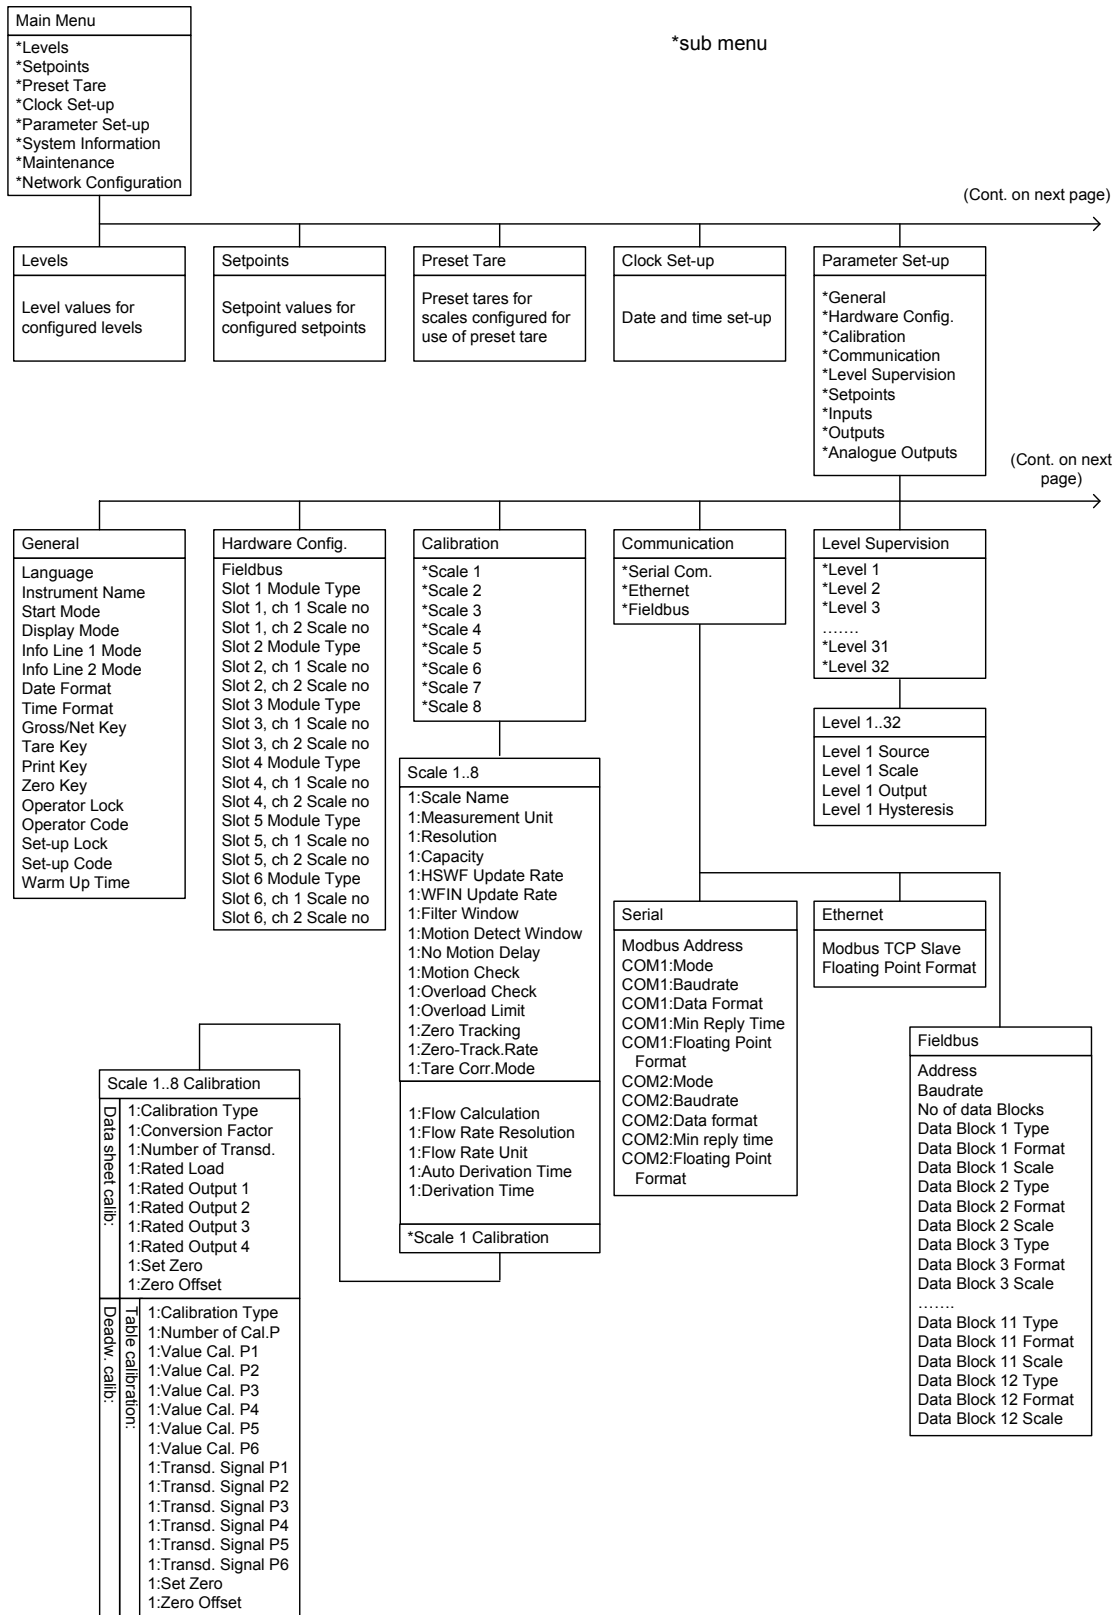 Main Menu
*Levels
*Setpoints
*Preset Tare
*Clock Set-up
*Parameter Set-up
*System Information
*Maintenance
*Network Configuration
*sub menu
(Cont. on next page)
Levels
Level values for
configured levels
Setpoints
Setpoint values for
configured setpoints
Preset Tare
Preset tares for
scales configured for
use of preset tare
Clock Set-up
Date and time set-up
Parameter Set-up
*General
*Hardware Config.
*Calibration
*Communication
*Level Supervision
*Setpoints
*Inputs
*Outputs
*Analogue Outputs
(Cont. on next
page)
General
Language
Instrument Name
Start Mode
Display Mode
Info Line 1 Mode
Info Line 2 Mode
Date Format
Time Format
Gross/Net Key
Tare Key
Print Key
Zero Key
Operator Lock
Operator Code
Set-up Lock
Set-up Code
Warm Up Time
Hardware Config.
Fieldbus
Slot 1 Module Type
Slot 1, ch 1 Scale no
Slot 1, ch 2 Scale no
Slot 2 Module Type
Slot 2, ch 1 Scale no
Slot 2, ch 2 Scale no
Slot 3 Module Type
Slot 3, ch 1 Scale no
Slot 3, ch 2 Scale no
Slot 4 Module Type
Slot 4, ch 1 Scale no
Slot 4, ch 2 Scale no
Slot 5 Module Type
Slot 5, ch 1 Scale no
Slot 5, ch 2 Scale no
Slot 6 Module Type
Slot 6, ch 1 Scale no
Slot 6, ch 2 Scale no
Calibration
*Scale 1
*Scale 2
*Scale 3
*Scale 4
*Scale 5
*Scale 6
*Scale 7
*Scale 8
Communication
*Serial Com.
*Ethernet
*Fieldbus
Level Supervision
*Level 1
*Level 2
*Level 3
…....
*Level 31
*Level 32
Level 1..32
Level 1 Source
Level 1 Scale
Level 1 Output
Level 1 Hysteresis
Scale 1..8
1:Scale Name
1:Measurement Unit
1:Resolution
1:Capacity
1:HSWF Update Rate
1:WFIN Update Rate
1:Filter Window
1:Motion Detect Window
1:No Motion Delay
1:Motion Check
1:Overload Check
1:Overload Limit
1:Zero Tracking
1:Zero-Track.Rate
1:Tare Corr.Mode
1:Flow Calculation
1:Flow Rate Resolution
1:Flow Rate Unit
1:Auto Derivation Time
1:Derivation Time
*Scale 1 Calibration
Serial
Modbus Address
COM1:Mode
COM1:Baudrate
COM1:Data Format
COM1:Min Reply Time
COM1:Floating Point
Format
COM2:Mode
COM2:Baudrate
COM2:Data format
COM2:Min reply time
COM2:Floating Point
Format
Ethernet
Modbus TCP Slave
Floating Point Format
Fieldbus
Address
Baudrate
No of data Blocks
Data Block 1 Type
Data Block 1 Format
Data Block 1 Scale
Data Block 2 Type
Data Block 2 Format
Data Block 2 Scale
Data Block 3 Type
Data Block 3 Format
Data Block 3 Scale
…....
Data Block 11 Type
Data Block 11 Format
Data Block 11 Scale
Data Block 12 Type
Data Block 12 Format
Data Block 12 Scale
Scale 1..8 Calibration
Data sheet calib:
1:Calibration Type
1:Conversion Factor
1:Number of Transd.
1:Rated Load
1:Rated Output 1
1:Rated Output 2
1:Rated Output 3
1:Rated Output 4
1:Set Zero
1:Zero Offset
Deadw. calib:
Table calibration:
1:Calibration Type
1:Number of Cal.P
1:Value Cal. P1
1:Value Cal. P2
1:Value Cal. P3
1:Value Cal. P4
1:Value Cal. P5
1:Value Cal. P6
1:Transd. Signal P1
1:Transd. Signal P2
1:Transd. Signal P3
1:Transd. Signal P4
1:Transd. Signal P5
1:Transd. Signal P6
1:Set Zero
1:Zero Offset